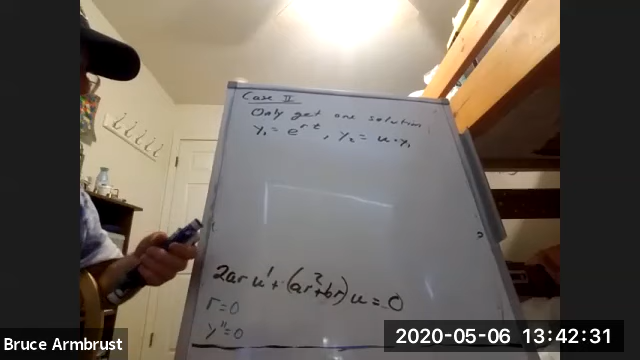 Case II
Only get one solution
y₁ = e^{rt}, y₂ = u·y₁
2ar u' + (ar²+br)u = 0
r=0
y''=0
Bruce Armbrust
2020-05-06 13:42:31